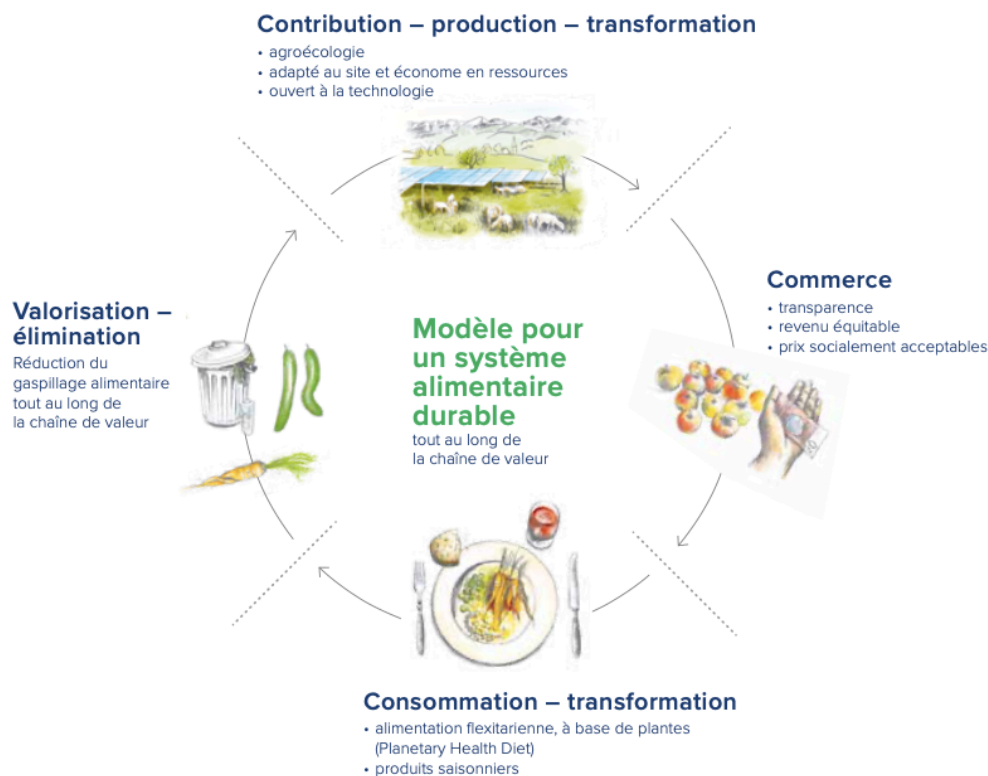 Contribution – production – transformation
• agroécologie
• adapté au site et économe en ressources
• ouvert à la technologie
Commerce
• transparence
• revenu équitable
• prix socialement acceptables
Valorisation –
élimination
Réduction du
gaspillage alimentaire
tout au long de
la chaîne de valeur
Modèle pour
un système
alimentaire
durable
tout au long de
la chaîne de valeur
Consommation – transformation
• alimentation flexitarienne, à base de plantes
(Planetary Health Diet)
• produits saisonniers